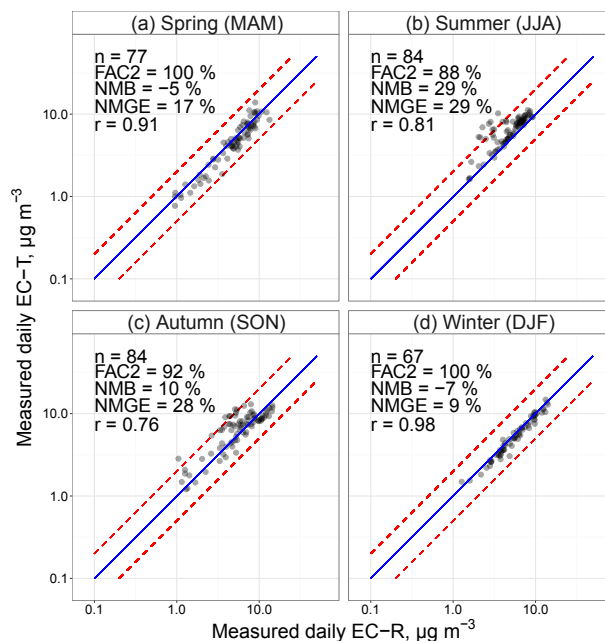 (a) Spring (MAM)
n = 77
FAC2 = 100 %
NMB = −5 %
NMGE = 17 %
r = 0.91
(b) Summer (JJA)
n = 84
FAC2 = 88 %
NMB = 29 %
NMGE = 29 %
r = 0.81
10.0
1.0
0.1
(c) Autumn (SON)
n = 84
FAC2 = 92 %
NMB = 10 %
NMGE = 28 %
r = 0.76
(d) Winter (DJF)
n = 67
FAC2 = 100 %
NMB = −7 %
NMGE = 9 %
r = 0.98
10.0
1.0
0.1
0.1 1.0 10.0
0.1 1.0 10.0
Measured daily EC−T, µg m⁻³
Measured daily EC−R, µg m⁻³